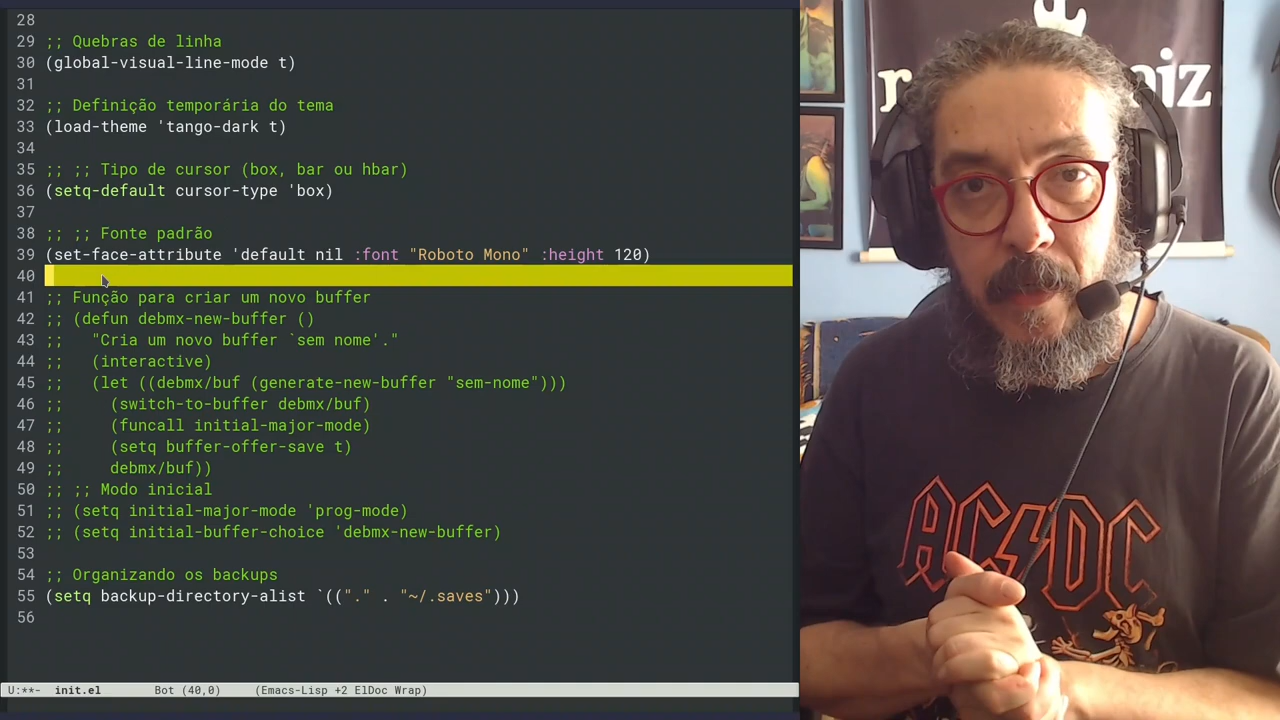 28
29 ;; Quebras de linha
30 (global-visual-line-mode t)
31
32 ;; Definição temporária do tema
33 (load-theme 'tango-dark t)
34
35 ;; ;; Tipo de cursor (box, bar ou hbar)
36 (setq-default cursor-type 'box)
37
38 ;; ;; Fonte padrão
39 (set-face-attribute 'default nil :font "Roboto Mono" :height 120)
40
41 ;; Função para criar um novo buffer
42 ;; (defun debmx-new-buffer ()
43 ;;   "Cria um novo buffer `sem nome'."
44 ;;   (interactive)
45 ;;   (let ((debmx/buf (generate-new-buffer "sem-nome")))
46 ;;     (switch-to-buffer debmx/buf)
47 ;;     (funcall initial-major-mode)
48 ;;     (setq buffer-offer-save t)
49 ;;     debmx/buf))
50 ;; ;; Modo inicial
51 ;; (setq initial-major-mode 'prog-mode)
52 ;; (setq initial-buffer-choice 'debmx-new-buffer)
53
54 ;; Organizando os backups
55 (setq backup-directory-alist `(("." . "~/.saves")))
56
U:**-  init.el      Bot (40,0)    (Emacs-Lisp +2 ElDoc Wrap)
AC/DC